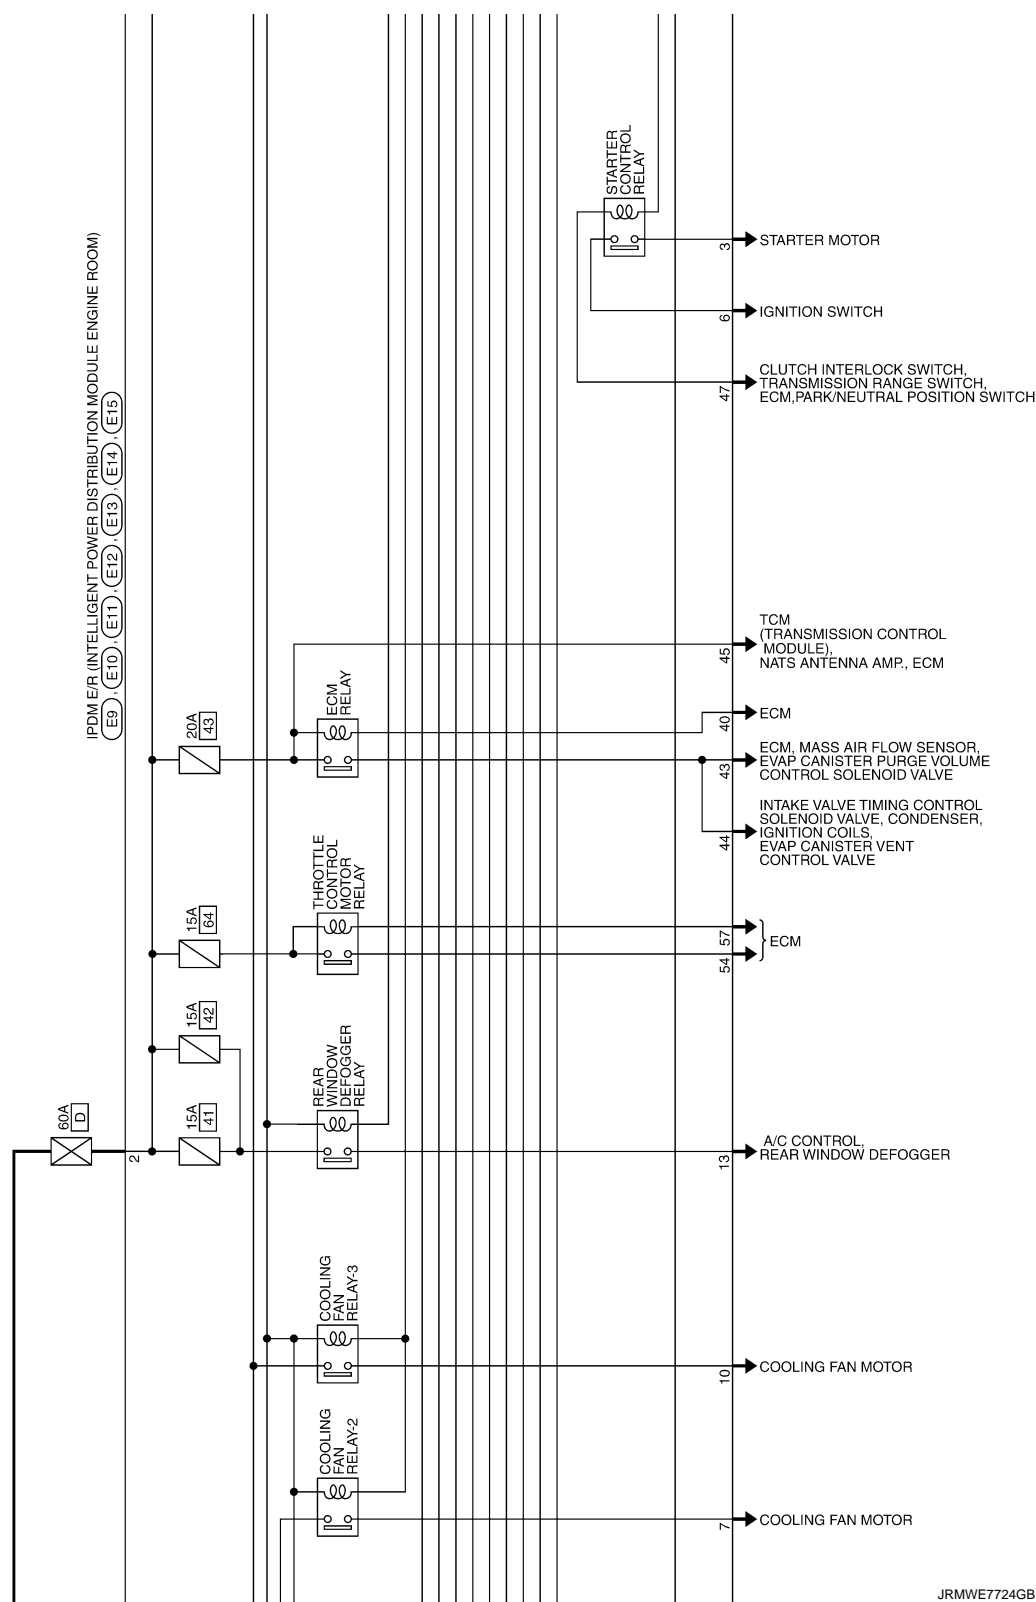 STARTER
CONTROL
RELAY
3
STARTER MOTOR
6
IGNITION SWITCH
47
CLUTCH INTERLOCK SWITCH,
TRANSMISSION RANGE SWITCH,
ECM,PARK/NEUTRAL POSITION SWITCH
IPDM E/R (INTELLIGENT POWER DISTRIBUTION MODULE ENGINE ROOM)
E9 , E10 , E11 , E12 , E13 , E14 , E15
45
TCM
(TRANSMISSION CONTROL
MODULE),
NATS ANTENNA AMP., ECM
20A
43
ECM
RELAY
40
ECM
43
ECM, MASS AIR FLOW SENSOR,
EVAP CANISTER PURGE VOLUME
CONTROL SOLENOID VALVE
44
INTAKE VALVE TIMING CONTROL
SOLENOID VALVE, CONDENSER,
IGNITION COILS,
EVAP CANISTER VENT
CONTROL VALVE
15A
64
THROTTLE
CONTROL
MOTOR
RELAY
57
54
ECM
15A
42
60A
D
2
15A
41
REAR
WINDOW
DEFOGGER
RELAY
13
A/C CONTROL,
REAR WINDOW DEFOGGER
COOLING
FAN
RELAY-3
10
COOLING FAN MOTOR
COOLING
FAN
RELAY-2
7
COOLING FAN MOTOR
JRMWE7724GB